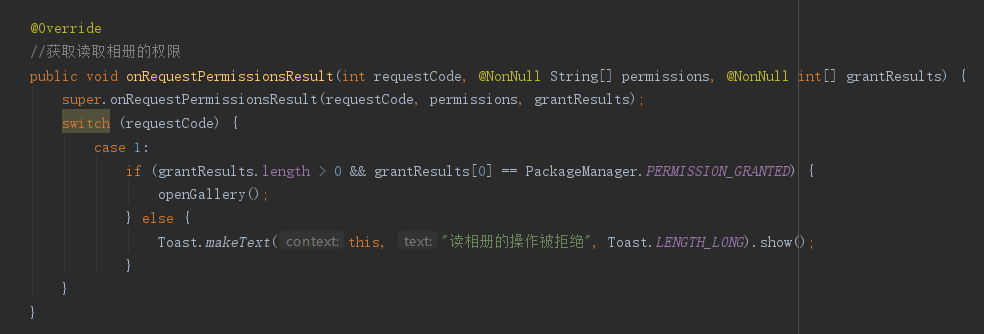 @Override
//获取读取相册的权限
public void onRequestPermissionsResult(int requestCode, @NonNull String[] permissions, @NonNull int[] grantResults) {
super.onRequestPermissionsResult(requestCode, permissions, grantResults);
switch (requestCode) {
case 1:
if (grantResults.length > 0 && grantResults[0] == PackageManager.PERMISSION_GRANTED) {
openGallery();
} else {
Toast.makeText( context: this, text: "读相册的操作被拒绝", Toast.LENGTH_LONG).show();
}
}
}